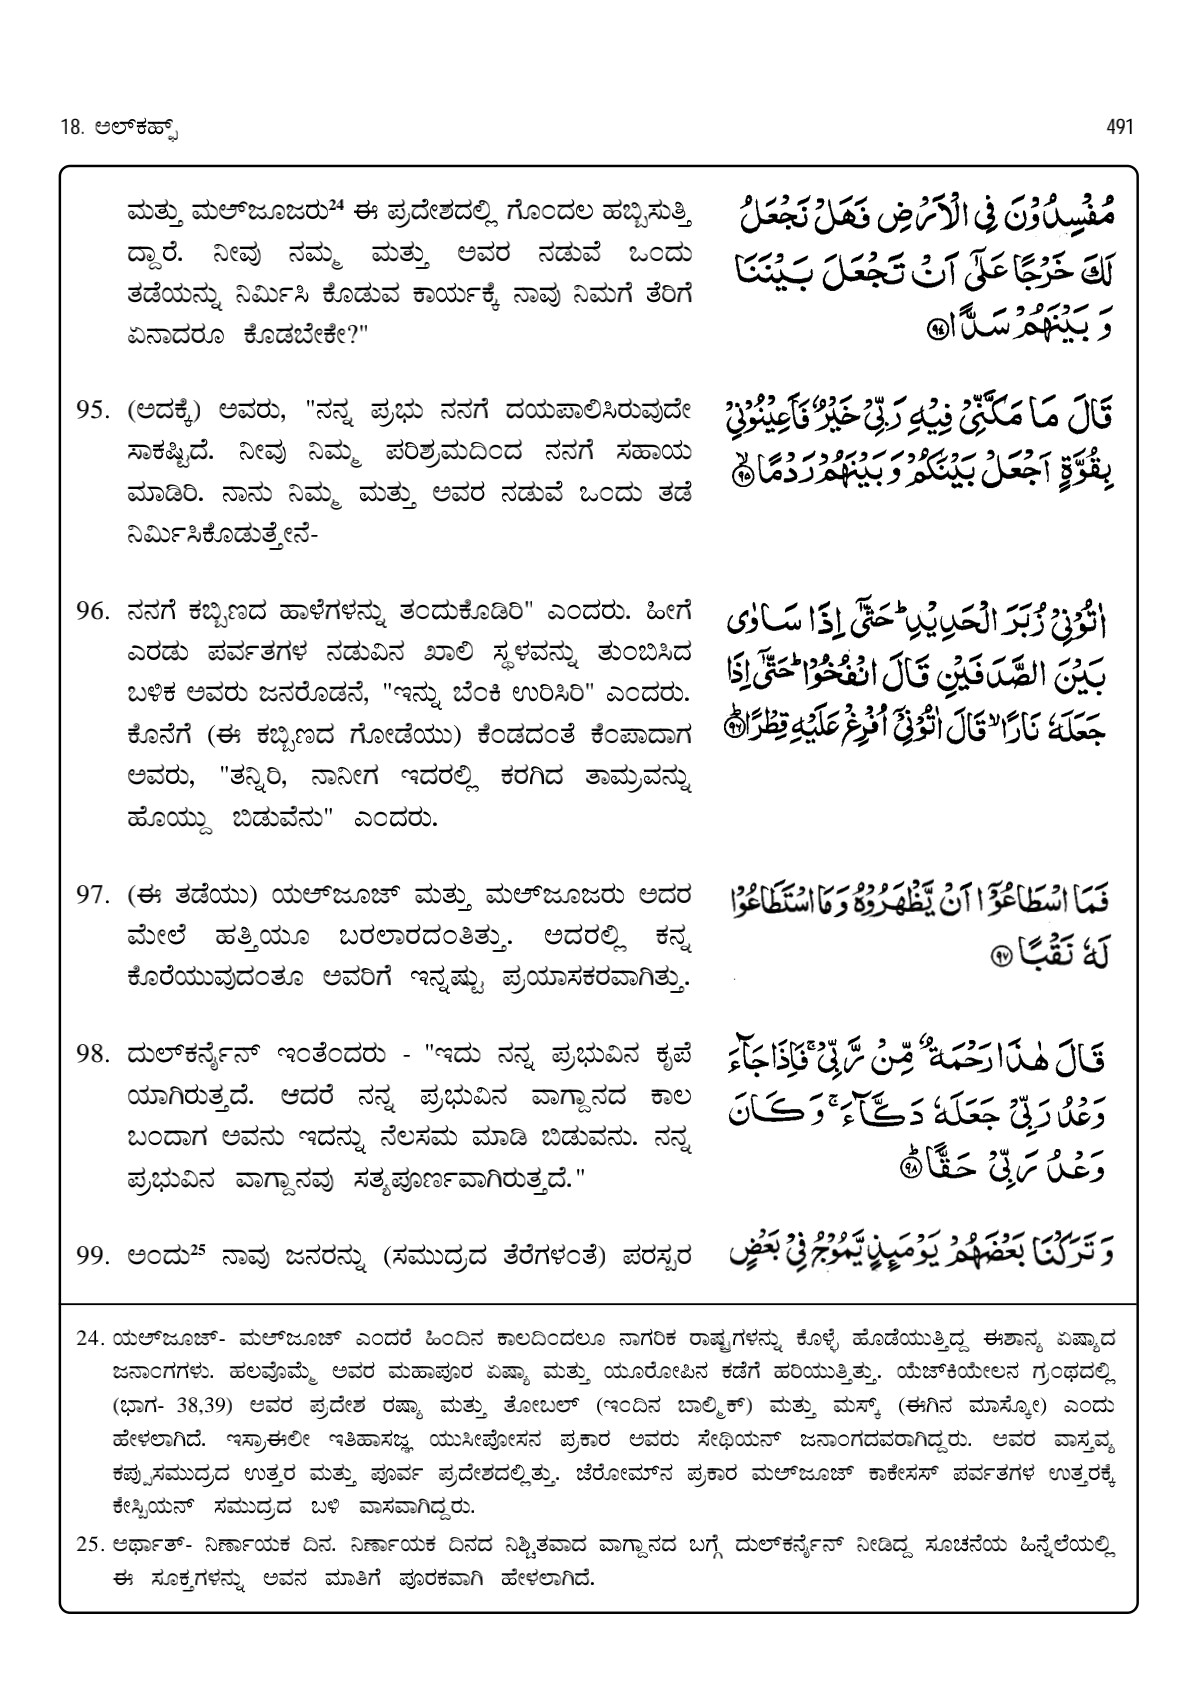 18. ಅಲ್‌ಕಹ್ಫ್
491
ಮತ್ತು ಮಅ್‌ಜೂಜರು24 ಈ ಪ್ರದೇಶದಲ್ಲಿ ಗೊಂದಲ ಹಬ್ಬಿಸುತ್ತಿ
ದ್ದಾರೆ. ನೀವು ನಮ್ಮ ಮತ್ತು ಅವರ ನಡುವೆ ಒಂದು
ತಡೆಯನ್ನು ನಿರ್ಮಿಸಿ ಕೊಡುವ ಕಾರ್ಯಕ್ಕೆ ನಾವು ನಿಮಗೆ ತೆರಿಗೆ
ಏನಾದರೂ ಕೊಡಬೇಕೇ?"
مُفْسِدُوْنَ فِي الْاَرْضِ فَهَلْ نَجْعَلُ
لَكَ خَرْجًا عَلٰٓى اَنْ تَجْعَلَ بَيْنَنَا
وَ بَيْنَهُمْ سَدًّا ۝٩٤
95. (ಅದಕ್ಕೆ) ಅವರು, "ನನ್ನ ಪ್ರಭು ನನಗೆ ದಯಪಾಲಿಸಿರುವುದೇ
ಸಾಕಷ್ಟಿದೆ. ನೀವು ನಿಮ್ಮ ಪರಿಶ್ರಮದಿಂದ ನನಗೆ ಸಹಾಯ
ಮಾಡಿರಿ. ನಾನು ನಿಮ್ಮ ಮತ್ತು ಅವರ ನಡುವೆ ಒಂದು ತಡೆ
ನಿರ್ಮಿಸಿಕೊಡುತ್ತೇನೆ-
قَالَ مَا مَكَّنِّيْ فِيْهِ رَبِّيْ خَيْرٌ فَاَعِيْنُوْنِيْ
بِقُوَّةٍ اَجْعَلْ بَيْنَكُمْ وَ بَيْنَهُمْ رَدْمًا ۝٩٥ۙ
96. ನನಗೆ ಕಬ್ಬಿಣದ ಹಾಳೆಗಳನ್ನು ತಂದುಕೊಡಿರಿ" ಎಂದರು. ಹೀಗೆ
ಎರಡು ಪರ್ವತಗಳ ನಡುವಿನ ಖಾಲಿ ಸ್ಥಳವನ್ನು ತುಂಬಿಸಿದ
ಬಳಿಕ ಅವರು ಜನರೊಡನೆ, "ಇನ್ನು ಬೆಂಕಿ ಉರಿಸಿರಿ" ಎಂದರು.
ಕೊನೆಗೆ (ಈ ಕಬ್ಬಿಣದ ಗೋಡೆಯು) ಕೆಂಡದಂತೆ ಕೆಂಪಾದಾಗ
ಅವರು, "ತನ್ನಿರಿ, ನಾನೀಗ ಇದರಲ್ಲಿ ಕರಗಿದ ತಾಮ್ರವನ್ನು
ಹೊಯ್ದು ಬಿಡುವೆನು" ಎಂದರು.
اٰتُوْنِيْ زُبَرَ الْحَدِيْدِ ؕ حَتّٰٓى اِذَا سَاوٰى
بَيْنَ الصَّدَفَيْنِ قَالَ انْفُخُوْا ؕ حَتّٰٓى اِذَا
جَعَلَهٗ نَارًا ۙ قَالَ اٰتُوْنِيْٓ اُفْرِغْ عَلَيْهِ قِطْرًا ۝٩٦ؕ
97. (ಈ ತಡೆಯು) ಯಅ್‌ಜೂಜ್ ಮತ್ತು ಮಅ್‌ಜೂಜರು ಅದರ
ಮೇಲೆ ಹತ್ತಿಯೂ ಬರಲಾರದಂತಿತ್ತು. ಅದರಲ್ಲಿ ಕನ್ನ
ಕೊರೆಯುವುದಂತೂ ಅವರಿಗೆ ಇನ್ನಷ್ಟು ಪ್ರಯಾಸಕರವಾಗಿತ್ತು.
فَمَا اسْطَاعُوْٓا اَنْ يَّظْهَرُوْهُ وَ مَا اسْتَطَاعُوْا
لَهٗ نَقْبًا ۝٩٧
98. ದುಲ್‌ಕರ್ನೈನ್ ಇಂತೆಂದರು - "ಇದು ನನ್ನ ಪ್ರಭುವಿನ ಕೃಪೆ
ಯಾಗಿರುತ್ತದೆ. ಆದರೆ ನನ್ನ ಪ್ರಭುವಿನ ವಾಗ್ದಾನದ ಕಾಲ
ಬಂದಾಗ ಅವನು ಇದನ್ನು ನೆಲಸಮ ಮಾಡಿ ಬಿಡುವನು. ನನ್ನ
ಪ್ರಭುವಿನ ವಾಗ್ದಾನವು ಸತ್ಯಪೂರ್ಣವಾಗಿರುತ್ತದೆ."
قَالَ هٰذَا رَحْمَةٌ مِّنْ رَّبِّيْ ۚ فَاِذَا جَآءَ
وَعْدُ رَبِّيْ جَعَلَهٗ دَكَّآءَ ۚ وَ كَانَ
وَعْدُ رَبِّيْ حَقًّا ۝٩٨ؕ
99. ಅಂದು25 ನಾವು ಜನರನ್ನು (ಸಮುದ್ರದ ತೆರೆಗಳಂತೆ) ಪರಸ್ಪರ
وَ تَرَكْنَا بَعْضَهُمْ يَوْمَئِذٍ يَّمُوْجُ فِيْ بَعْضٍ
24. ಯಅ್‌ಜೂಜ್- ಮಅ್‌ಜೂಜ್ ಎಂದರೆ ಹಿಂದಿನ ಕಾಲದಿಂದಲೂ ನಾಗರಿಕ ರಾಷ್ಟ್ರಗಳನ್ನು ಕೊಳ್ಳೆ ಹೊಡೆಯುತ್ತಿದ್ದ ಈಶಾನ್ಯ ಏಷ್ಯಾದ
ಜನಾಂಗಗಳು. ಹಲವೊಮ್ಮೆ ಅವರ ಮಹಾಪೂರ ಏಷ್ಯಾ ಮತ್ತು ಯೂರೋಪಿನ ಕಡೆಗೆ ಹರಿಯುತ್ತಿತ್ತು. ಯೆಜ್‌ಕಿಯೇಲನ ಗ್ರಂಥದಲ್ಲಿ
(ಭಾಗ- 38,39) ಅವರ ಪ್ರದೇಶ ರಷ್ಯಾ ಮತ್ತು ತೋಬಲ್ (ಇಂದಿನ ಬಾಲ್ಮಿಕ್) ಮತ್ತು ಮಸ್ಕ್ (ಈಗಿನ ಮಾಸ್ಕೋ) ಎಂದು
ಹೇಳಲಾಗಿದೆ. ಇಸ್ರಾಈಲೀ ಇತಿಹಾಸಜ್ಞ ಯುಸೀಪೋಸನ ಪ್ರಕಾರ ಅವರು ಸೇಥಿಯನ್ ಜನಾಂಗದವರಾಗಿದ್ದರು. ಅವರ ವಾಸ್ತವ್ಯ
ಕಪ್ಪುಸಮುದ್ರದ ಉತ್ತರ ಮತ್ತು ಪೂರ್ವ ಪ್ರದೇಶದಲ್ಲಿತ್ತು. ಜೆರೋಮ್‌ನ ಪ್ರಕಾರ ಮಅ್‌ಜೂಜ್ ಕಾಕೇಸಸ್ ಪರ್ವತಗಳ ಉತ್ತರಕ್ಕೆ
ಕೇಸ್ಪಿಯನ್ ಸಮುದ್ರದ ಬಳಿ ವಾಸವಾಗಿದ್ದರು.
25. ಅರ್ಥಾತ್- ನಿರ್ಣಾಯಕ ದಿನ. ನಿರ್ಣಾಯಕ ದಿನದ ನಿಶ್ಚಿತವಾದ ವಾಗ್ದಾನದ ಬಗ್ಗೆ ದುಲ್‌ಕರ್ನೈನ್ ನೀಡಿದ್ದ ಸೂಚನೆಯ ಹಿನ್ನೆಲೆಯಲ್ಲಿ
ಈ ಸೂಕ್ತಗಳನ್ನು ಅವನ ಮಾತಿಗೆ ಪೂರಕವಾಗಿ ಹೇಳಲಾಗಿದೆ.